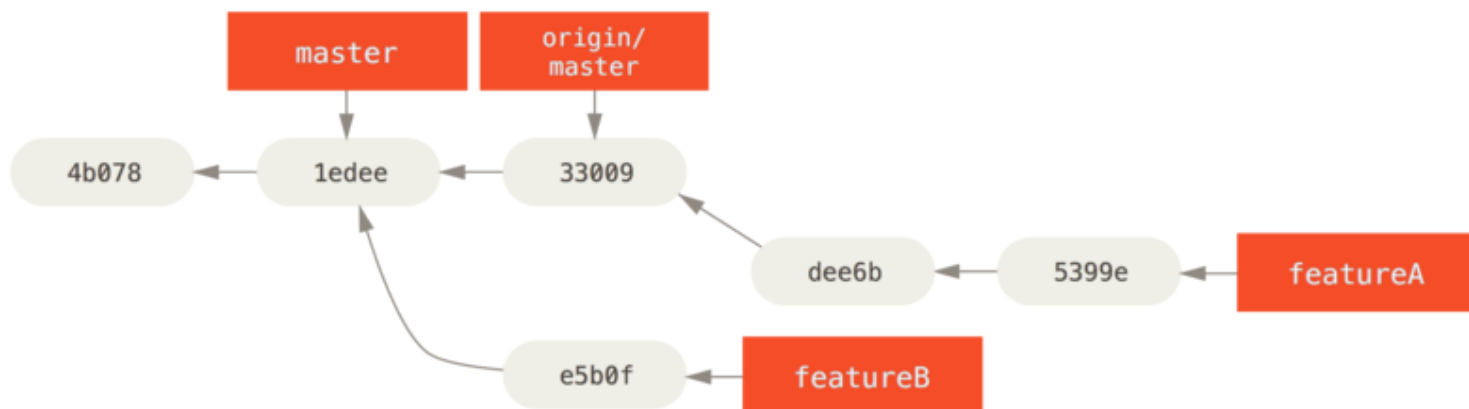 master
origin/
master
4b078
1edee
33009
dee6b
5399e
featureA
e5b0f
featureB